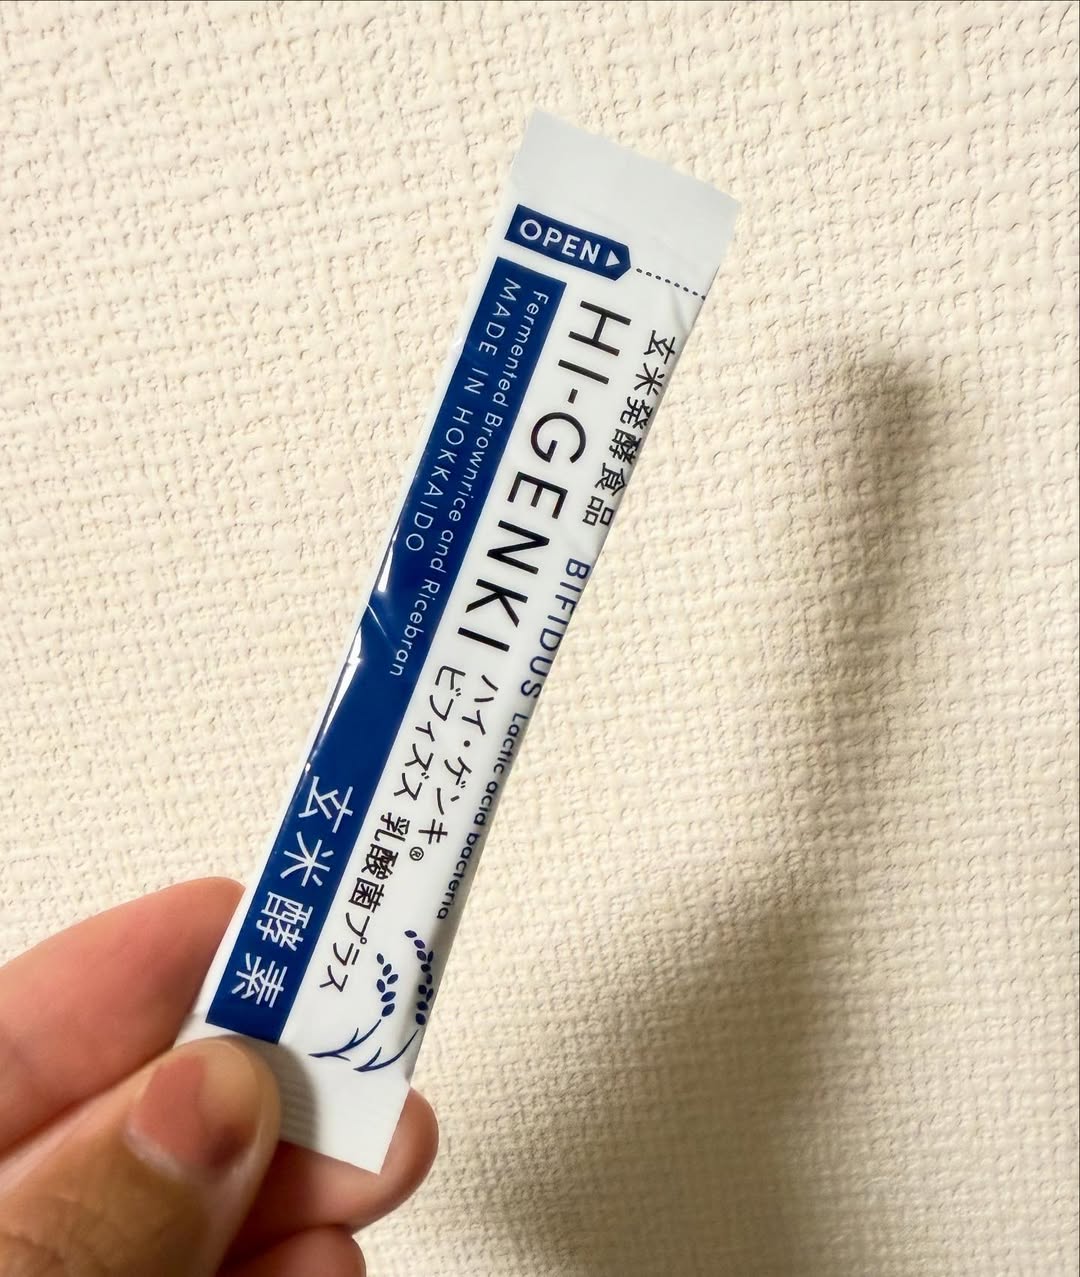 OPEN
玄米発酵食品 BIFIDUS Lactic acid bacteria
HI-GENKI ハイ・ゲンキ®
ビフィズス 乳酸菌プラス
Fermented Brownrice and Ricebran
MADE IN HOKKAIDO
玄米酵素